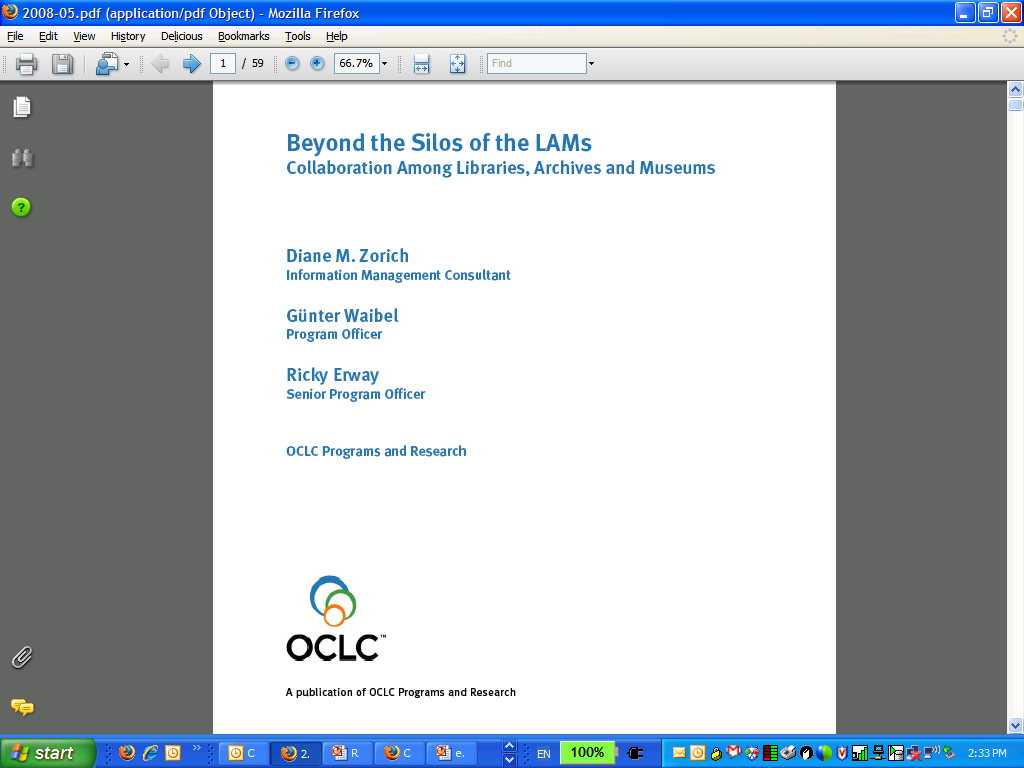 2008-05.pdf (application/pdf Object) - Mozilla Firefox
File Edit View History Delicious Bookmarks Tools Help
1 / 59 66.7% Find
Beyond the Silos of the LAMs
Collaboration Among Libraries, Archives and Museums
Diane M. Zorich
Information Management Consultant
Günter Waibel
Program Officer
Ricky Erway
Senior Program Officer
OCLC Programs and Research
OCLC™
A publication of OCLC Programs and Research
start C 2. R C e. EN 100% 2:33 PM